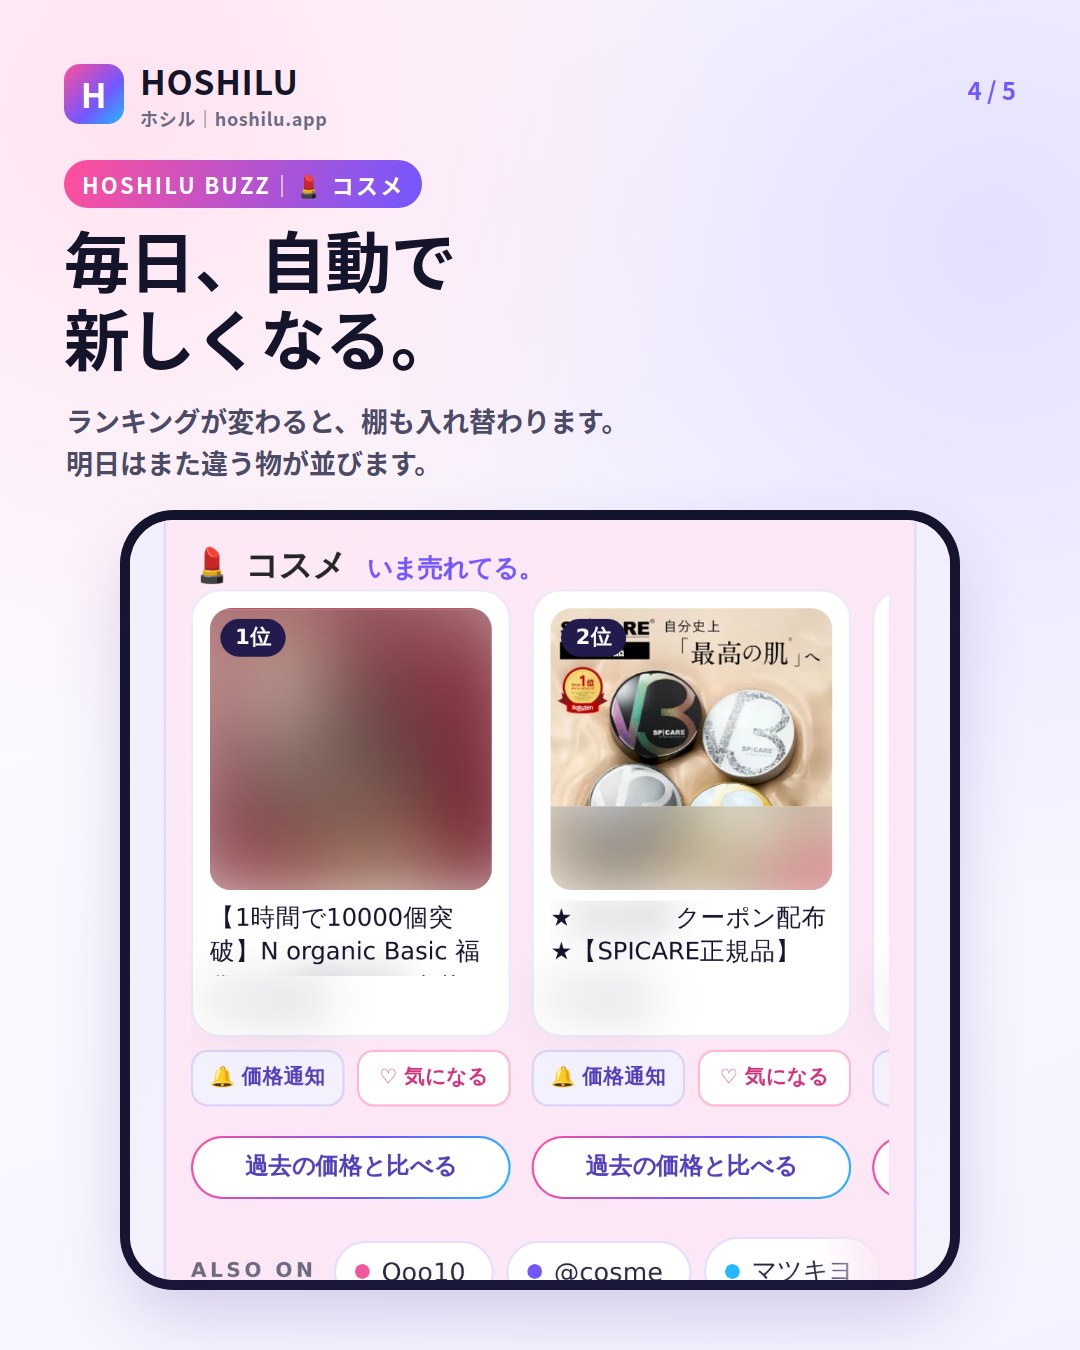 H
HOSHILU
ホシル｜hoshilu.app
4 / 5
HOSHILU BUZZ｜💄 コスメ
毎日、自動で
新しくなる。
ランキングが変わると、棚も入れ替わります。
明日はまた違う物が並びます。
💄 コスメ いま売れてる。
1位
2位
自分史上
「最高の肌」へ
1位
Rakuten
SPICARE
SPICARE
【1時間で10000個突
破】N organic Basic 福
★ クーポン配布
★【SPICARE正規品】
🔔 価格通知
♡ 気になる
🔔 価格通知
♡ 気になる
過去の価格と比べる
過去の価格と比べる
ALSO ON
Qoo10
@cosme
マツキヨ